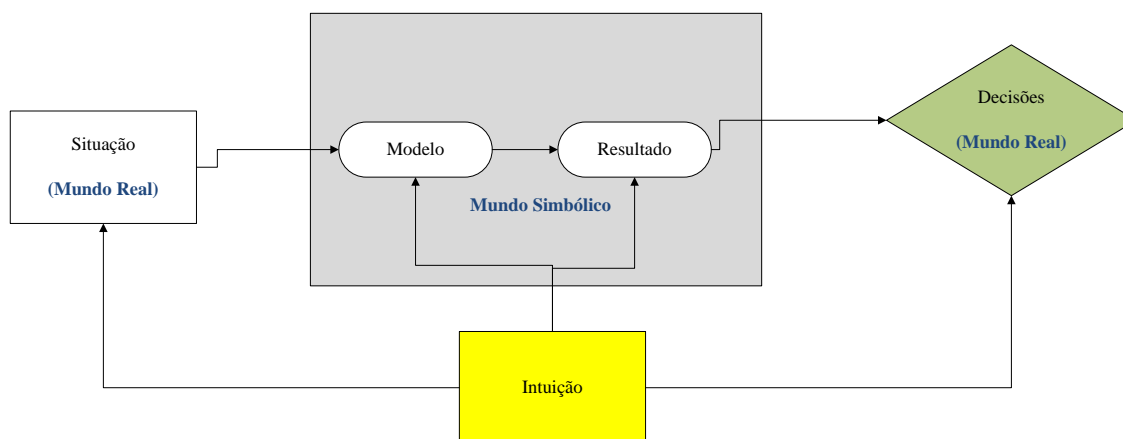 Situação
(Mundo Real)
Modelo
Resultado
Mundo Simbólico
Decisões
(Mundo Real)
Intuição